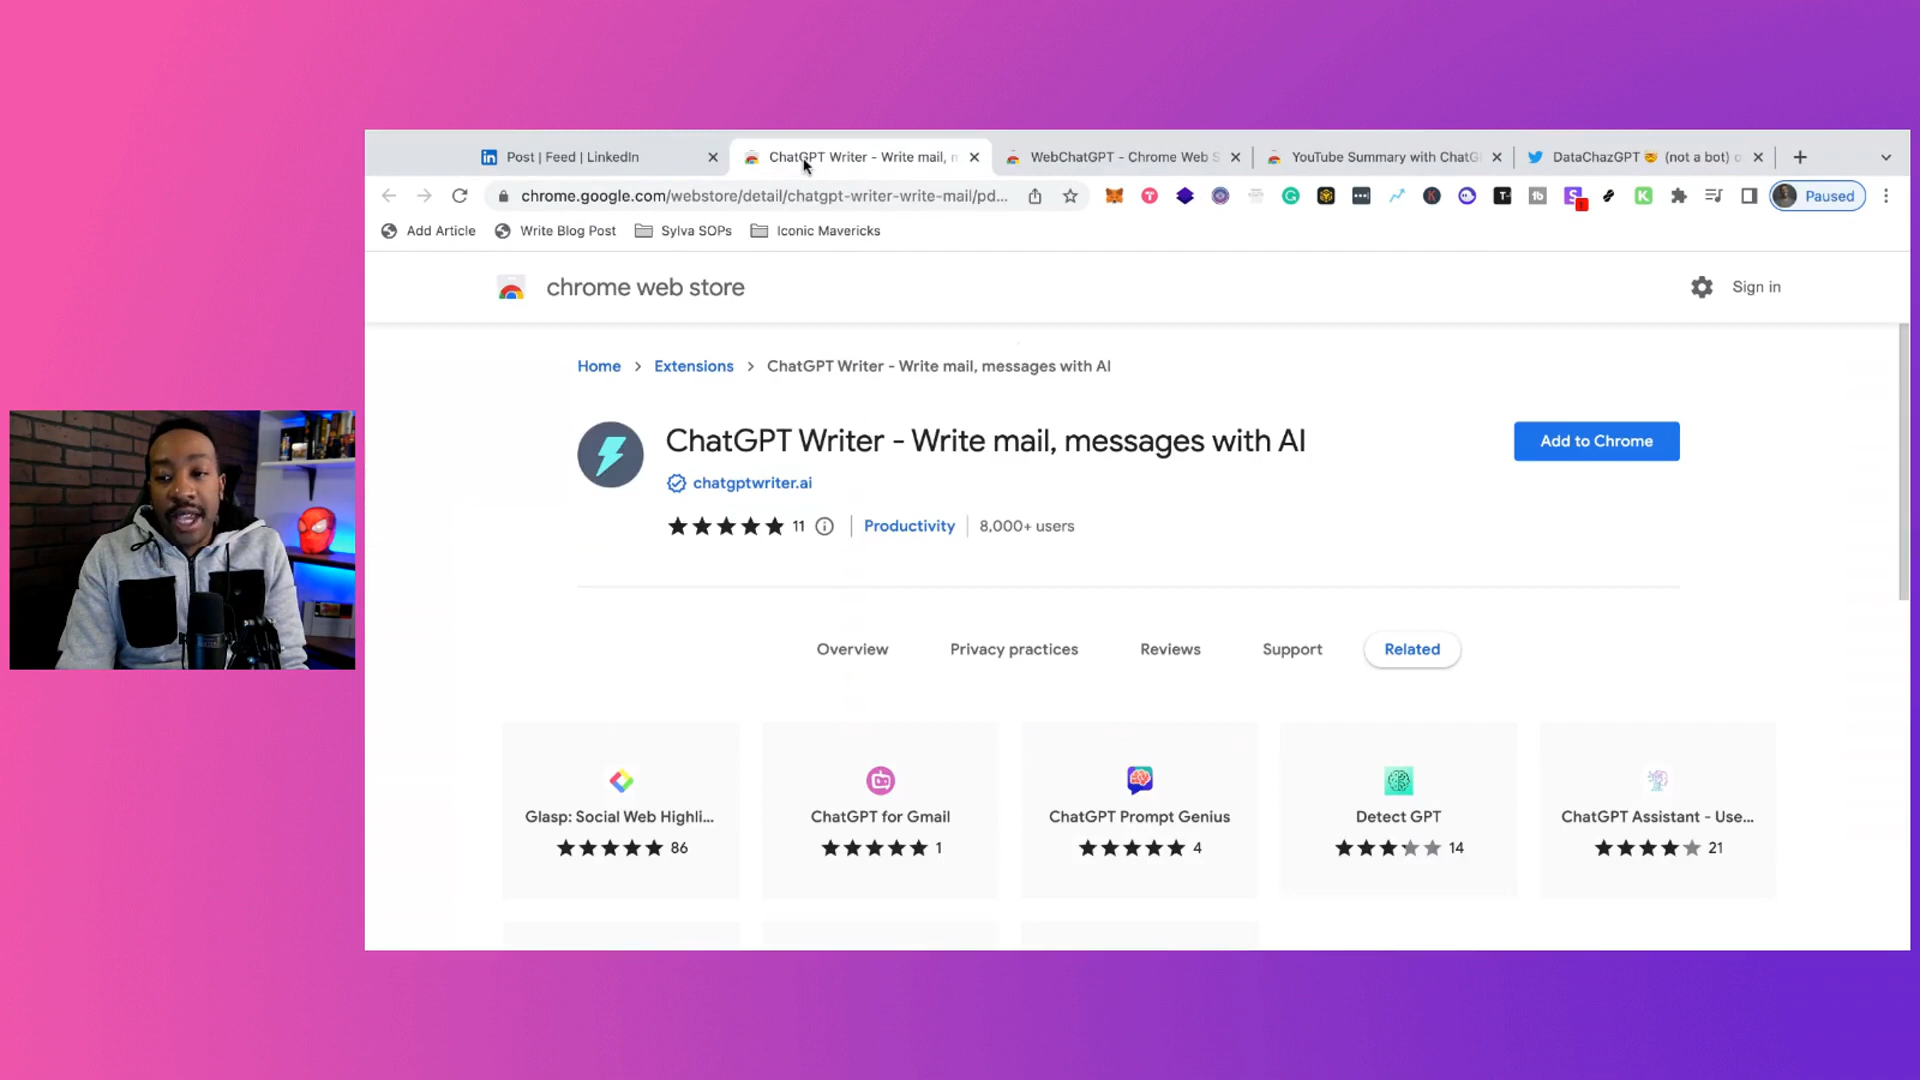 Post | Feed | LinkedIn
ChatGPT Writer - Write mail, m
WebChatGPT - Chrome Web S
YouTube Summary with ChatG
DataChazGPT 🤯 (not a bot) o
chrome.google.com/webstore/detail/chatgpt-writer-write-mail/pd...
Paused
Add Article
Write Blog Post
Sylva SOPs
Iconic Mavericks
chrome web store
Sign in
Home > Extensions > ChatGPT Writer - Write mail, messages with AI
ChatGPT Writer - Write mail, messages with AI
Add to Chrome
chatgptwriter.ai
11
Productivity
8,000+ users
Overview
Privacy practices
Reviews
Support
Related
Glasp: Social Web Highli...
86
ChatGPT for Gmail
1
ChatGPT Prompt Genius
4
Detect GPT
14
ChatGPT Assistant - Use...
21